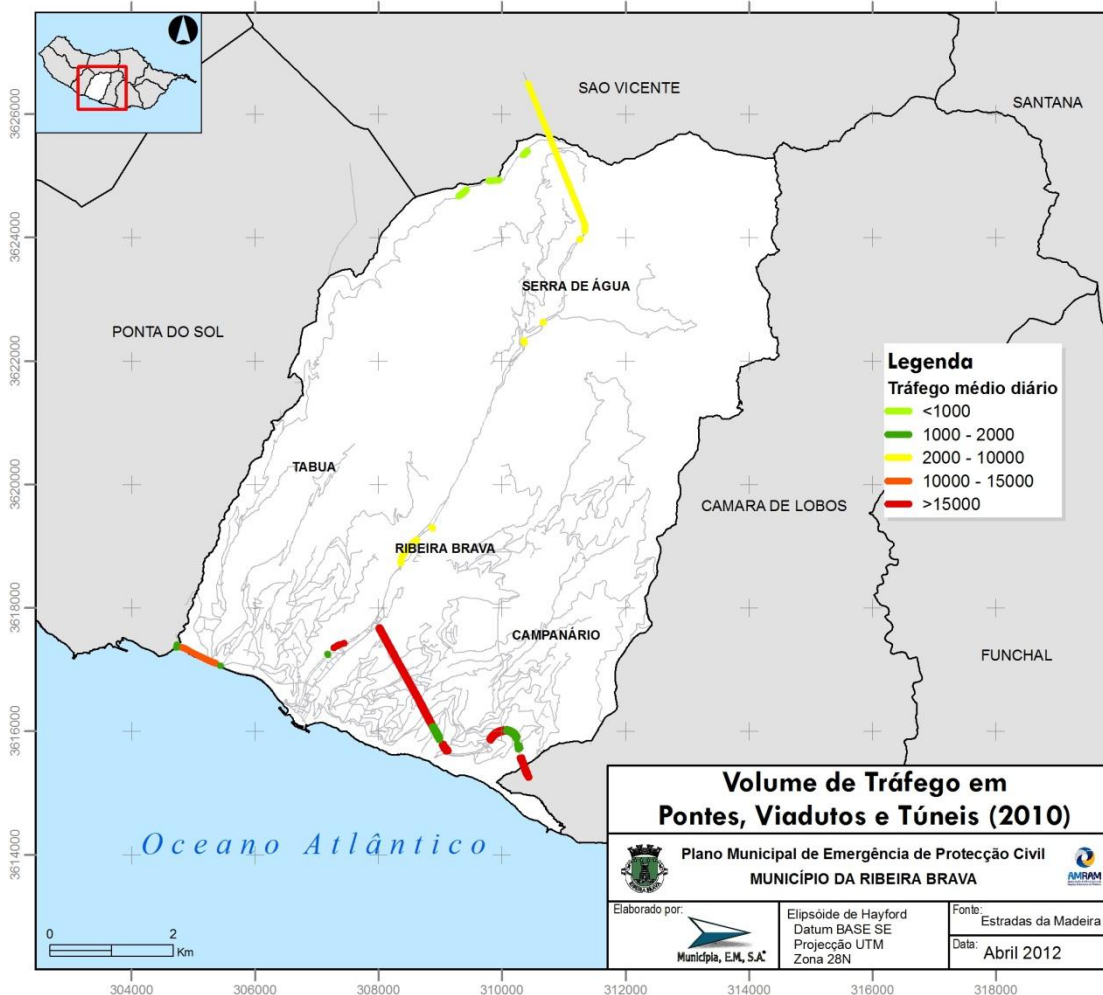 SAO VICENTE
SANTANA
SERRA DE ÁGUA
PONTA DO SOL
TABUA
CAMARA DE LOBOS
RIBEIRA BRAVA
CAMPANÁRIO
FUNCHAL
Legenda
Tráfego médio diário
<1000
1000 - 2000
2000 - 10000
10000 - 15000
>15000
Oceano Atlântico
0 2
Km
Volume de Tráfego em
Pontes, Viadutos e Túneis (2010)
Plano Municipal de Emergência de Protecção Civil
MUNICÍPIO DA RIBEIRA BRAVA
AMRAM
Elaborado por:
Municípia, E.M., S.A.
Elipsóide de Hayford
Datum BASE SE
Projecção UTM
Zona 28N
Fonte:
Estradas da Madeira
Data: Abril 2012
3626000
3624000
3622000
3620000
3618000
3616000
3614000
304000 306000 308000 310000 312000 314000 316000 318000